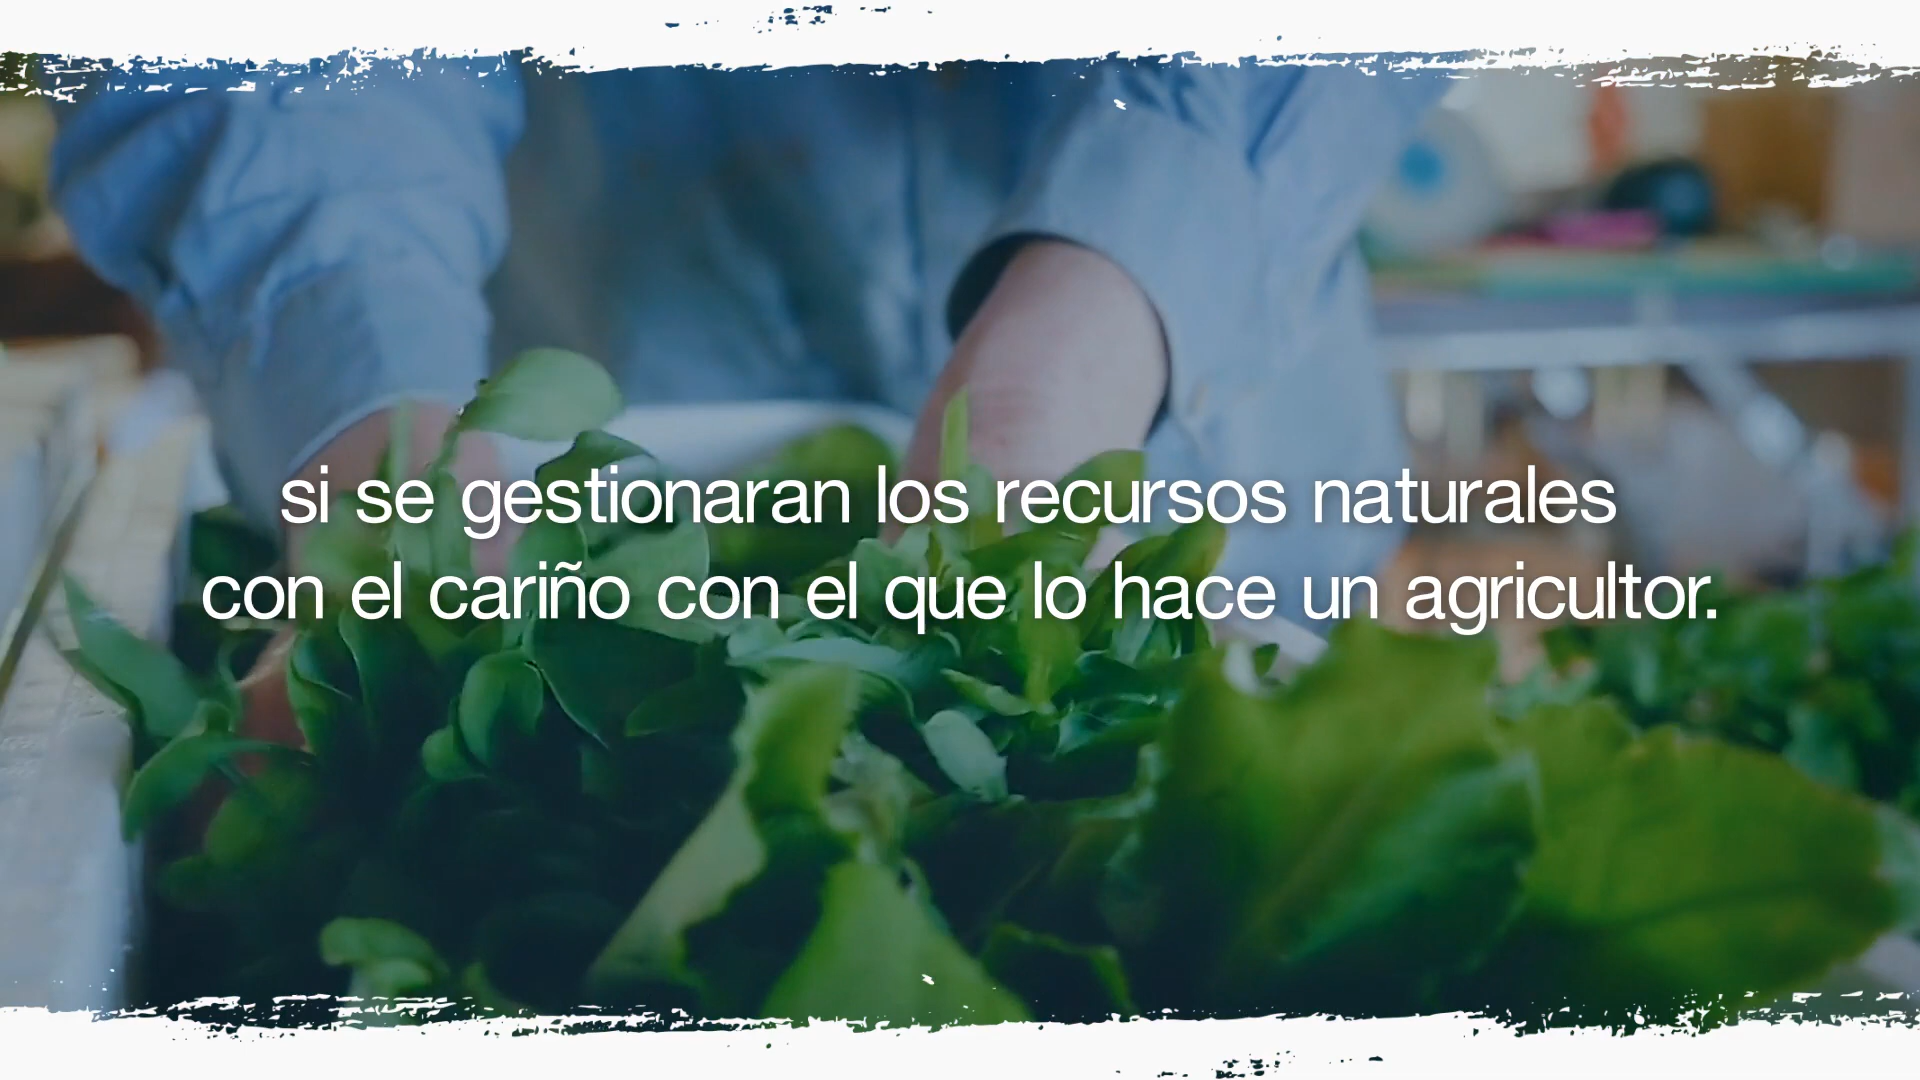 si se gestionaran los recursos naturales
con el cariño con el que lo hace un agricultor.